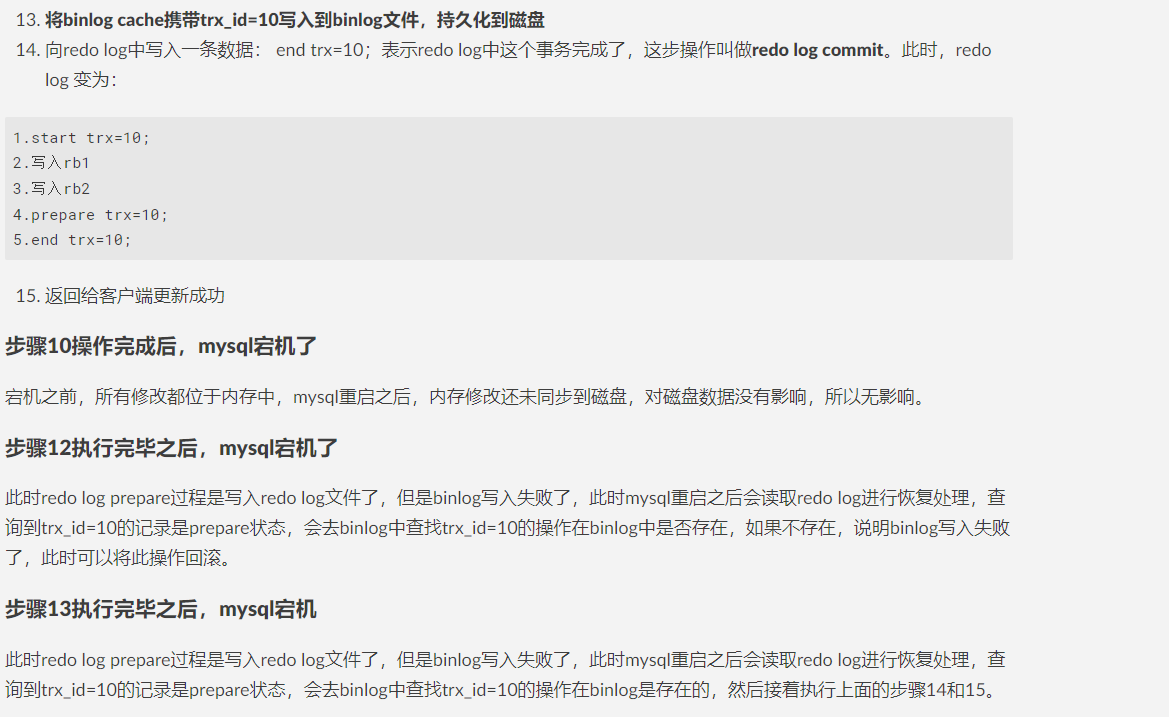 13. 将binlog cache携带trx_id=10写入到binlog文件，持久化到磁盘
14. 向redo log中写入一条数据： end trx=10；表示redo log中这个事务完成了，这步操作叫做redo log commit。此时，redo
log 变为：
1.start trx=10;
2.写入rb1
3.写入rb2
4.prepare trx=10;
5.end trx=10;
15. 返回给客户端更新成功
步骤10操作完成后，mysql宕机了
宕机之前，所有修改都位于内存中，mysql重启之后，内存修改还未同步到磁盘，对磁盘数据没有影响，所以无影响。
步骤12执行完毕之后，mysql宕机了
此时redo log prepare过程是写入redo log文件了，但是binlog写入失败了，此时mysql重启之后会读取redo log进行恢复处理，查
询到trx_id=10的记录是prepare状态，会去binlog中查找trx_id=10的操作在binlog中是否存在，如果不存在，说明binlog写入失败
了，此时可以将此操作回滚。
步骤13执行完毕之后，mysql宕机
此时redo log prepare过程是写入redo log文件了，但是binlog写入失败了，此时mysql重启之后会读取redo log进行恢复处理，查
询到trx_id=10的记录是prepare状态，会去binlog中查找trx_id=10的操作在binlog是存在的，然后接着执行上面的步骤14和15。